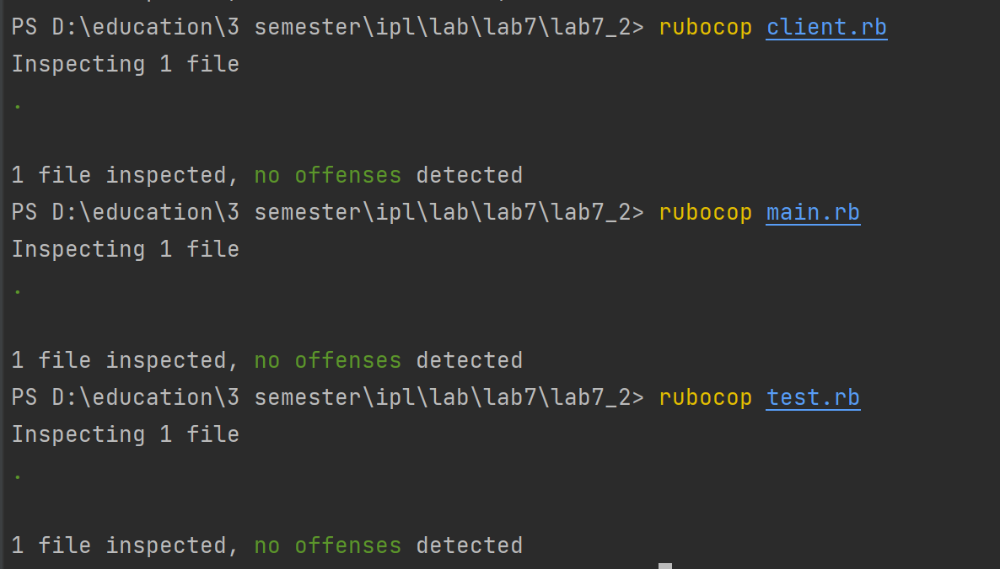 PS D:\education\3 semester\ipl\lab\lab7\lab7_2> rubocop client.rb
Inspecting 1 file
.
1 file inspected, no offenses detected
PS D:\education\3 semester\ipl\lab\lab7\lab7_2> rubocop main.rb
Inspecting 1 file
.
1 file inspected, no offenses detected
PS D:\education\3 semester\ipl\lab\lab7\lab7_2> rubocop test.rb
Inspecting 1 file
.
1 file inspected, no offenses detected